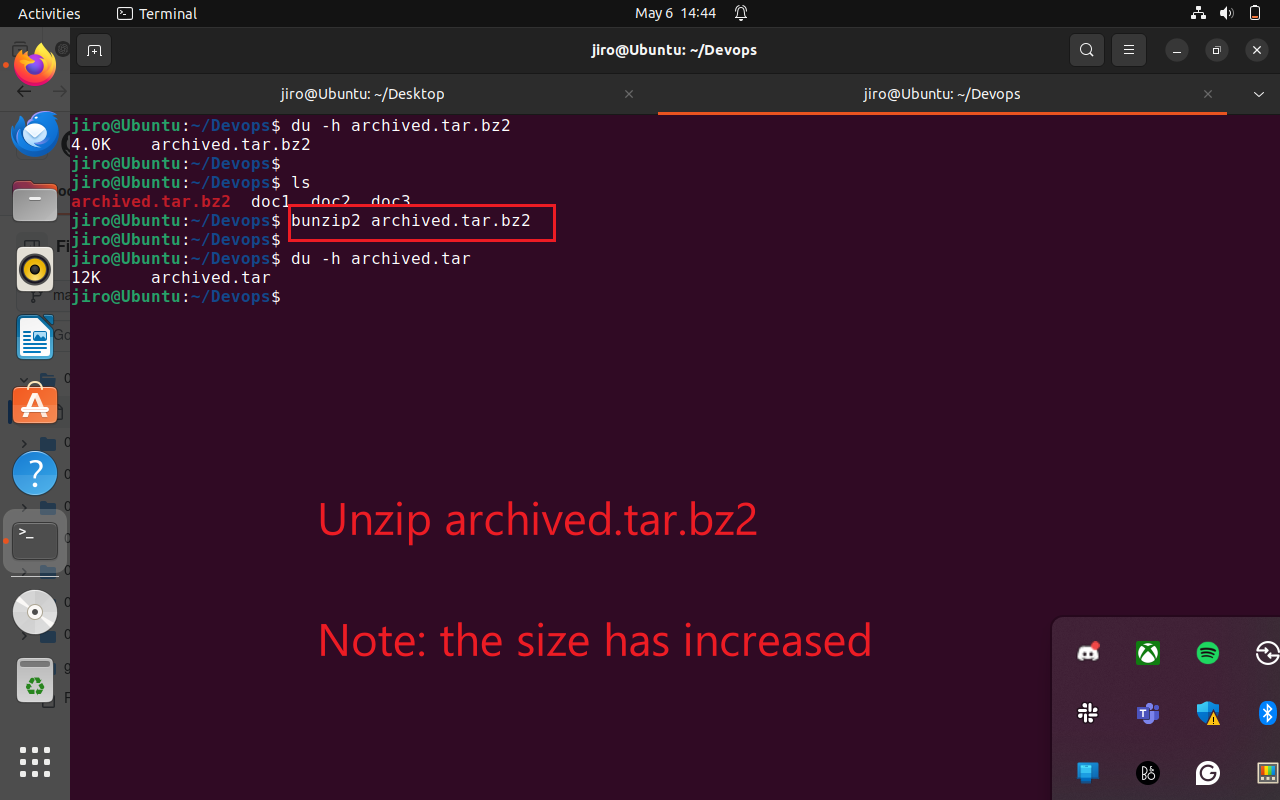 Activities
Terminal
May 6 14:44
jiro@Ubuntu: ~/Devops
jiro@Ubuntu: ~/Desktop
jiro@Ubuntu: ~/Devops
jiro@Ubuntu:~/Devops$ du -h archived.tar.bz2
4.0K archived.tar.bz2
jiro@Ubuntu:~/Devops$
jiro@Ubuntu:~/Devops$ ls
archived.tar.bz2 doc1 doc2 doc3
jiro@Ubuntu:~/Devops$ bunzip2 archived.tar.bz2
jiro@Ubuntu:~/Devops$
jiro@Ubuntu:~/Devops$ du -h archived.tar
12K archived.tar
jiro@Ubuntu:~/Devops$
Unzip archived.tar.bz2
Note: the size has increased